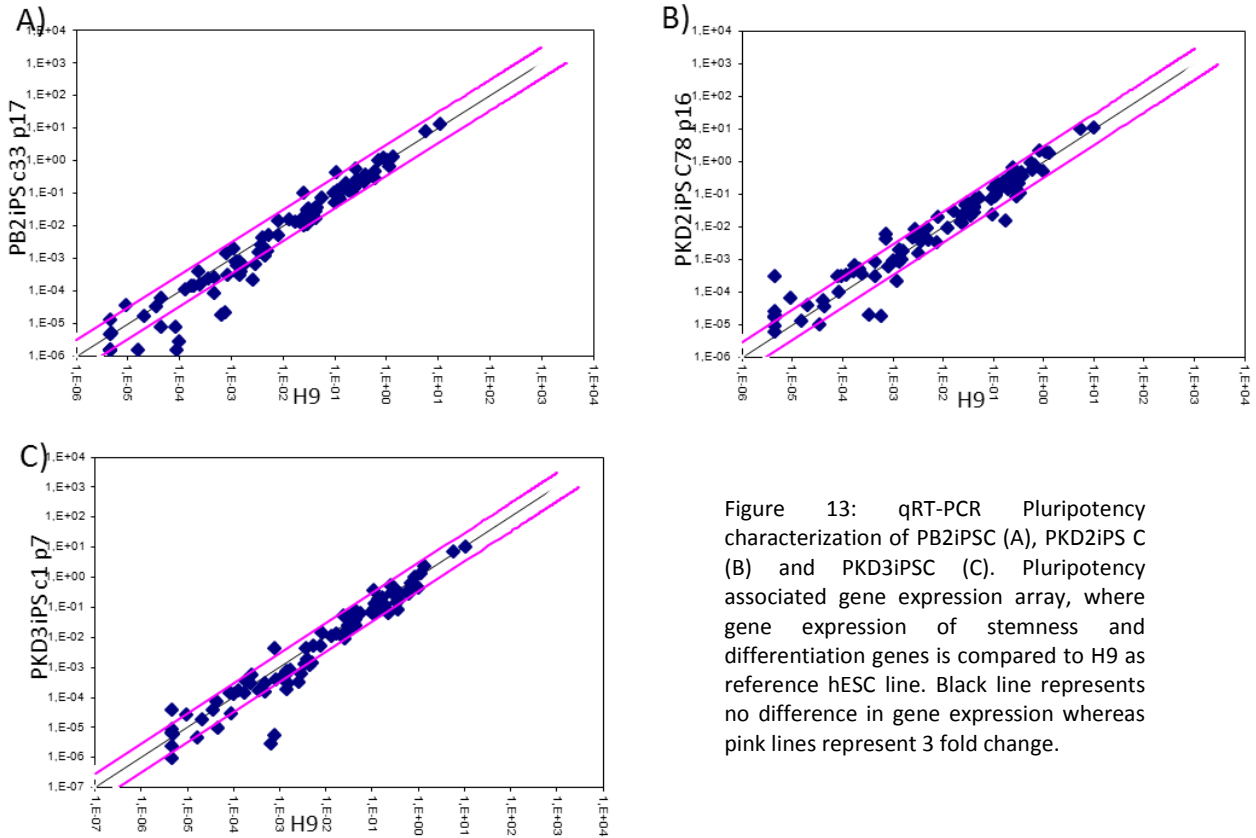 A)
1,E+04
1,E+03
1,E+02
1,E+01
1,E+00
1,E-01
1,E-02
1,E-03
1,E-04
1,E-05
1,E-06
PB2iPS c33 p17
1,E-06
1,E-05
1,E-04
1,E-03
1,E-02
1,E-01
1,E+00
1,E+01
1,E+02
1,E+03
1,E+04
H9
B)
1,E+04
1,E+03
1,E+02
1,E+01
1,E+00
1,E-01
1,E-02
1,E-03
1,E-04
1,E-05
1,E-06
PKD2iPS C78 p16
1,E-06
1,E-05
1,E-04
1,E-03
1,E-02
1,E-01
1,E+00
1,E+01
1,E+02
1,E+03
1,E+04
H9
C)
1,E+04
1,E+03
1,E+02
1,E+01
1,E+00
1,E-01
1,E-02
1,E-03
1,E-04
1,E-05
1,E-06
1,E-07
PKD3iPS c1 p7
1,E-07
1,E-06
1,E-05
1,E-04
1,E-03
1,E-02
1,E-01
1,E+00
1,E+01
1,E+02
1,E+03
1,E+04
H9
Figure 13: qRT-PCR Pluripotency
characterization of PB2iPSC (A), PKD2iPS C
(B) and PKD3iPSC (C). Pluripotency
associated gene expression array, where
gene expression of stemness and
differentiation genes is compared to H9 as
reference hESC line. Black line represents
no difference in gene expression whereas
pink lines represent 3 fold change.